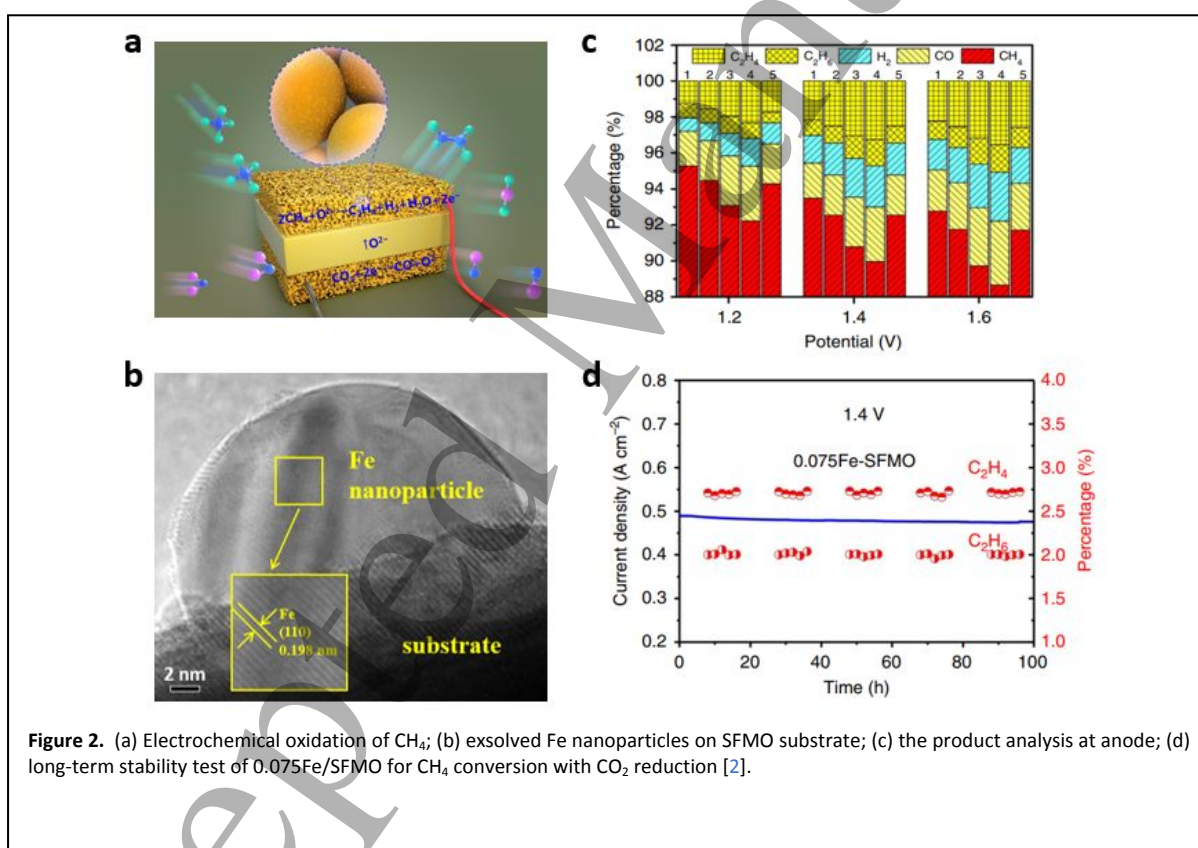 a
2CH₄+O²⁻→C₂H₄+H₂+H₂O+2e⁻
↑O²⁻
CO₂+2e⁻→CO+O²⁻
b
Fe
nanoparticle
Fe
(110)
0.198 nm
substrate
2 nm
c
102
100
98
96
94
92
90
88
Percentage (%)
C₂H₄ C₂H₆ H₂ CO CH₄
1 2 3 4 5 1 2 3 4 5 1 2 3 4 5
1.2 1.4 1.6
Potential (V)
d
0.8
0.7
0.6
0.5
0.4
0.3
0.2
Current density (A cm⁻²)
1.4 V
0.075Fe-SFMO
C₂H₄
C₂H₆
4.0
3.5
3.0
2.5
2.0
1.5
1.0
Percentage (%)
0 20 40 60 80 100
Time (h)
Figure 2. (a) Electrochemical oxidation of CH₄; (b) exsolved Fe nanoparticles on SFMO substrate; (c) the product analysis at anode; (d)
long-term stability test of 0.075Fe/SFMO for CH₄ conversion with CO₂ reduction [2].